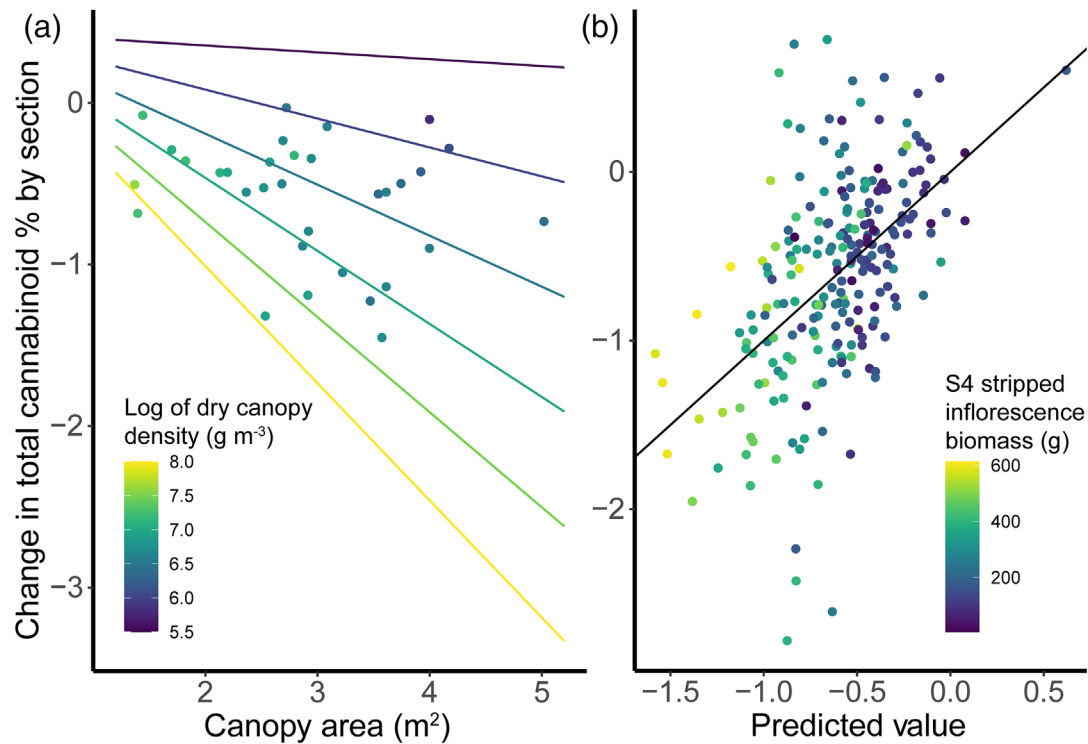 (a)
(b)
Change in total cannabinoid % by section
0
−1
−2
−3
Log of dry canopy
density (g m⁻³)
8.0
7.5
7.0
6.5
6.0
5.5
2
3
4
5
Canopy area (m²)
0
−1
−2
S4 stripped
inflorescence
biomass (g)
600
400
200
−1.5
−1.0
−0.5
0.0
0.5
Predicted value